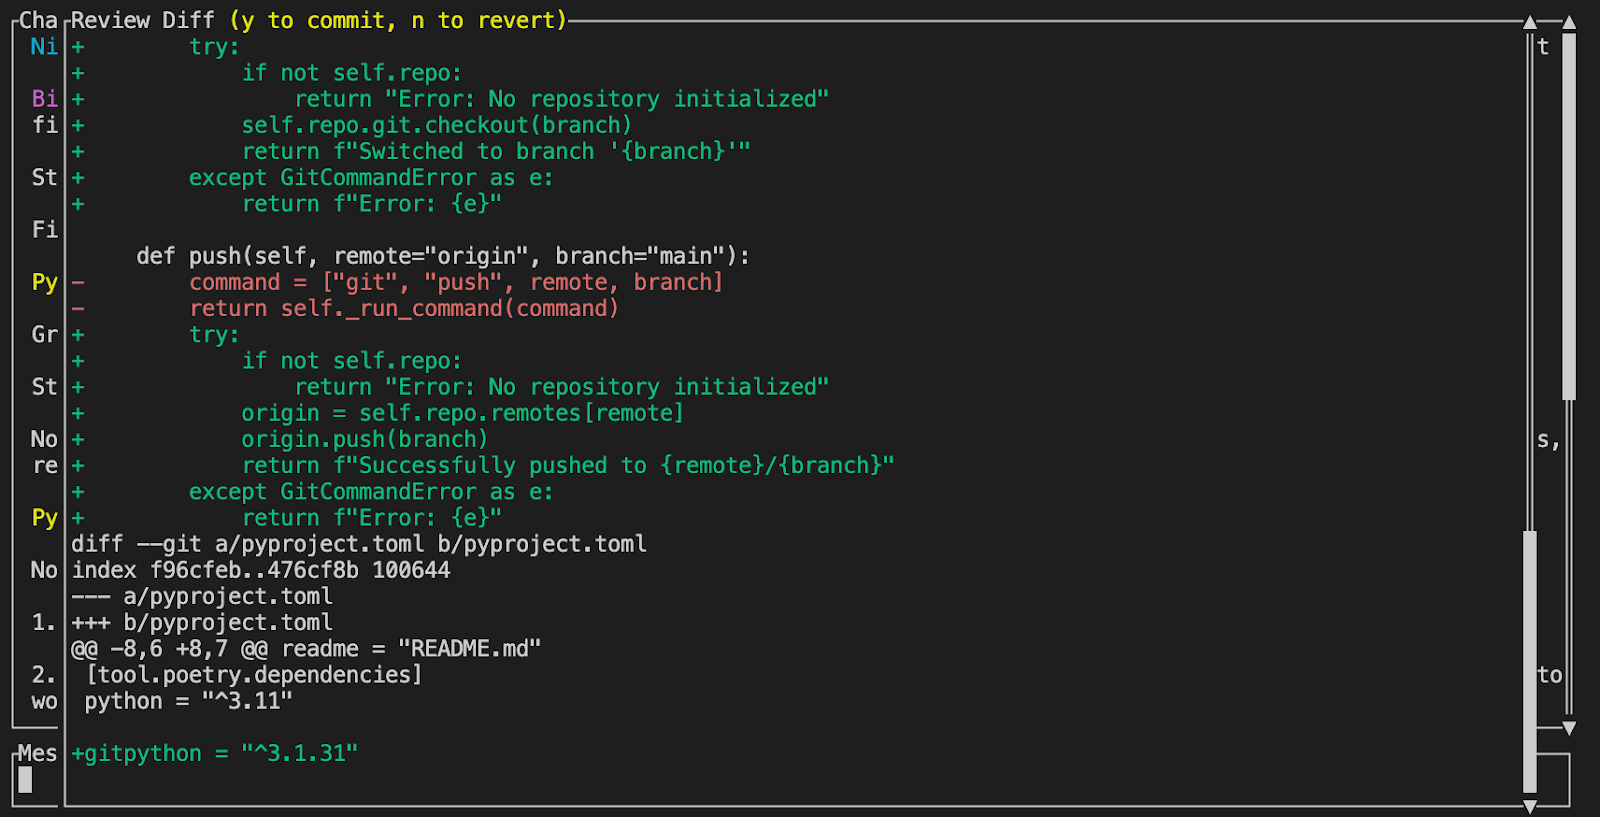 Cha Review Diff (y to commit, n to revert)
Ni + try: t
+ if not self.repo:
Bi + return "Error: No repository initialized"
fi + self.repo.git.checkout(branch)
+ return f"Switched to branch '{branch}'"
St + except GitCommandError as e:
+ return f"Error: {e}"
Fi
def push(self, remote="origin", branch="main"):
Py - command = ["git", "push", remote, branch]
- return self._run_command(command)
Gr + try:
+ if not self.repo:
St + return "Error: No repository initialized"
+ origin = self.repo.remotes[remote]
No + origin.push(branch) s,
re + return f"Successfully pushed to {remote}/{branch}"
+ except GitCommandError as e:
Py + return f"Error: {e}"
diff --git a/pyproject.toml b/pyproject.toml
No index f96cfeb..476cf8b 100644
--- a/pyproject.toml
1. +++ b/pyproject.toml
@@ -8,6 +8,7 @@ readme = "README.md"
2. [tool.poetry.dependencies] to
wo python = "^3.11"
Mes +gitpython = "^3.1.31"